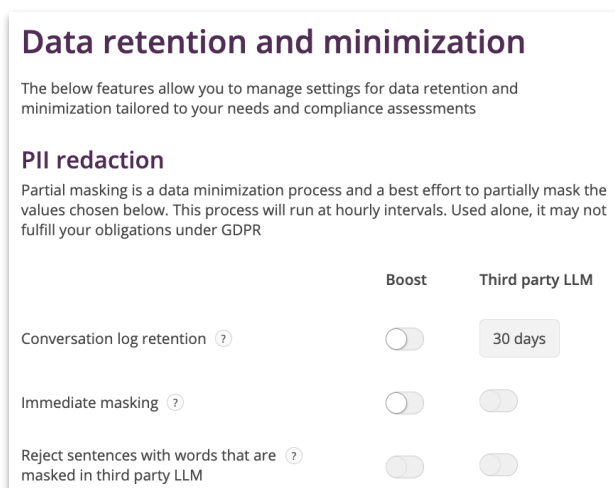 Data retention and minimization
The below features allow you to manage settings for data retention and
minimization tailored to your needs and compliance assessments
PII redaction
Partial masking is a data minimization process and a best effort to partially mask the
values chosen below. This process will run at hourly intervals. Used alone, it may not
fulfill your obligations under GDPR
Boost Third party LLM
Conversation log retention ? 30 days
Immediate masking ?
Reject sentences with words that are ?
masked in third party LLM